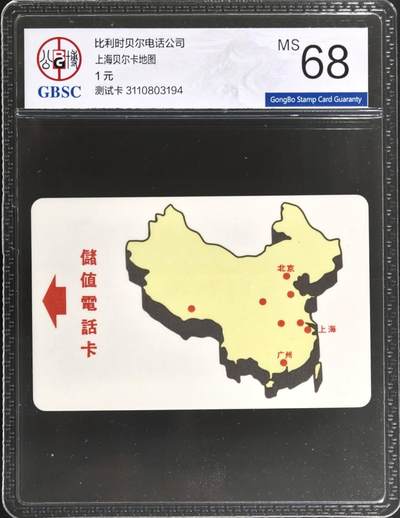 公 博
GBSC
比利时贝尔电话公司
上海贝尔卡地图
1 元
测试卡 3110803194
MS 68
GongBo Stamp Card Guaranty
儲值電話卡
北京
上海
广州